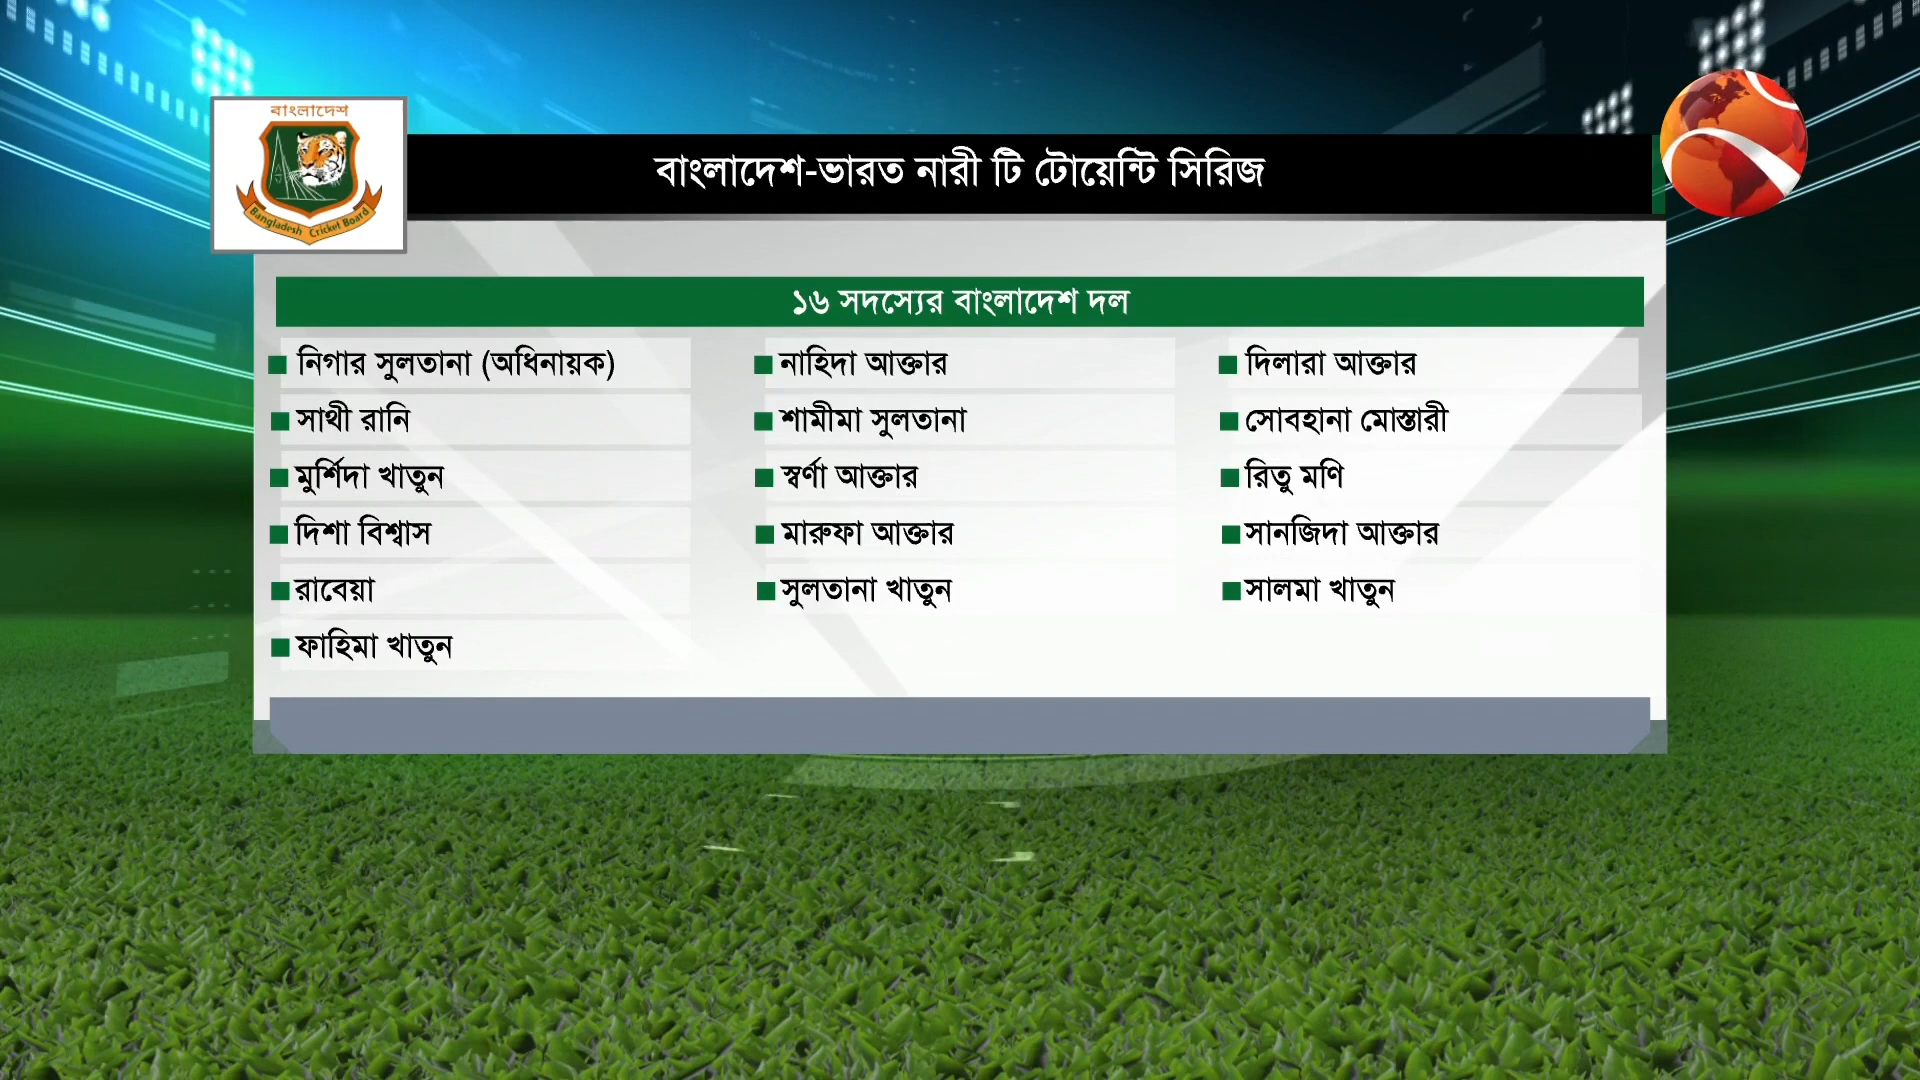 বাংলাদেশ
Bangladesh Cricket Board
বাংলাদেশ-ভারত নারী টি টোয়েন্টি সিরিজ
১৬ সদস্যের বাংলাদেশ দল
নিগার সুলতানা (অধিনায়ক)
সাথী রানি
মুর্শিদা খাতুন
দিশা বিশ্বাস
রাবেয়া
ফাহিমা খাতুন
নাহিদা আক্তার
শামীমা সুলতানা
স্বর্ণা আক্তার
মারুফা আক্তার
সুলতানা খাতুন
দিলারা আক্তার
সোবহানা মোস্তারী
রিতু মণি
সানজিদা আক্তার
সালমা খাতুন